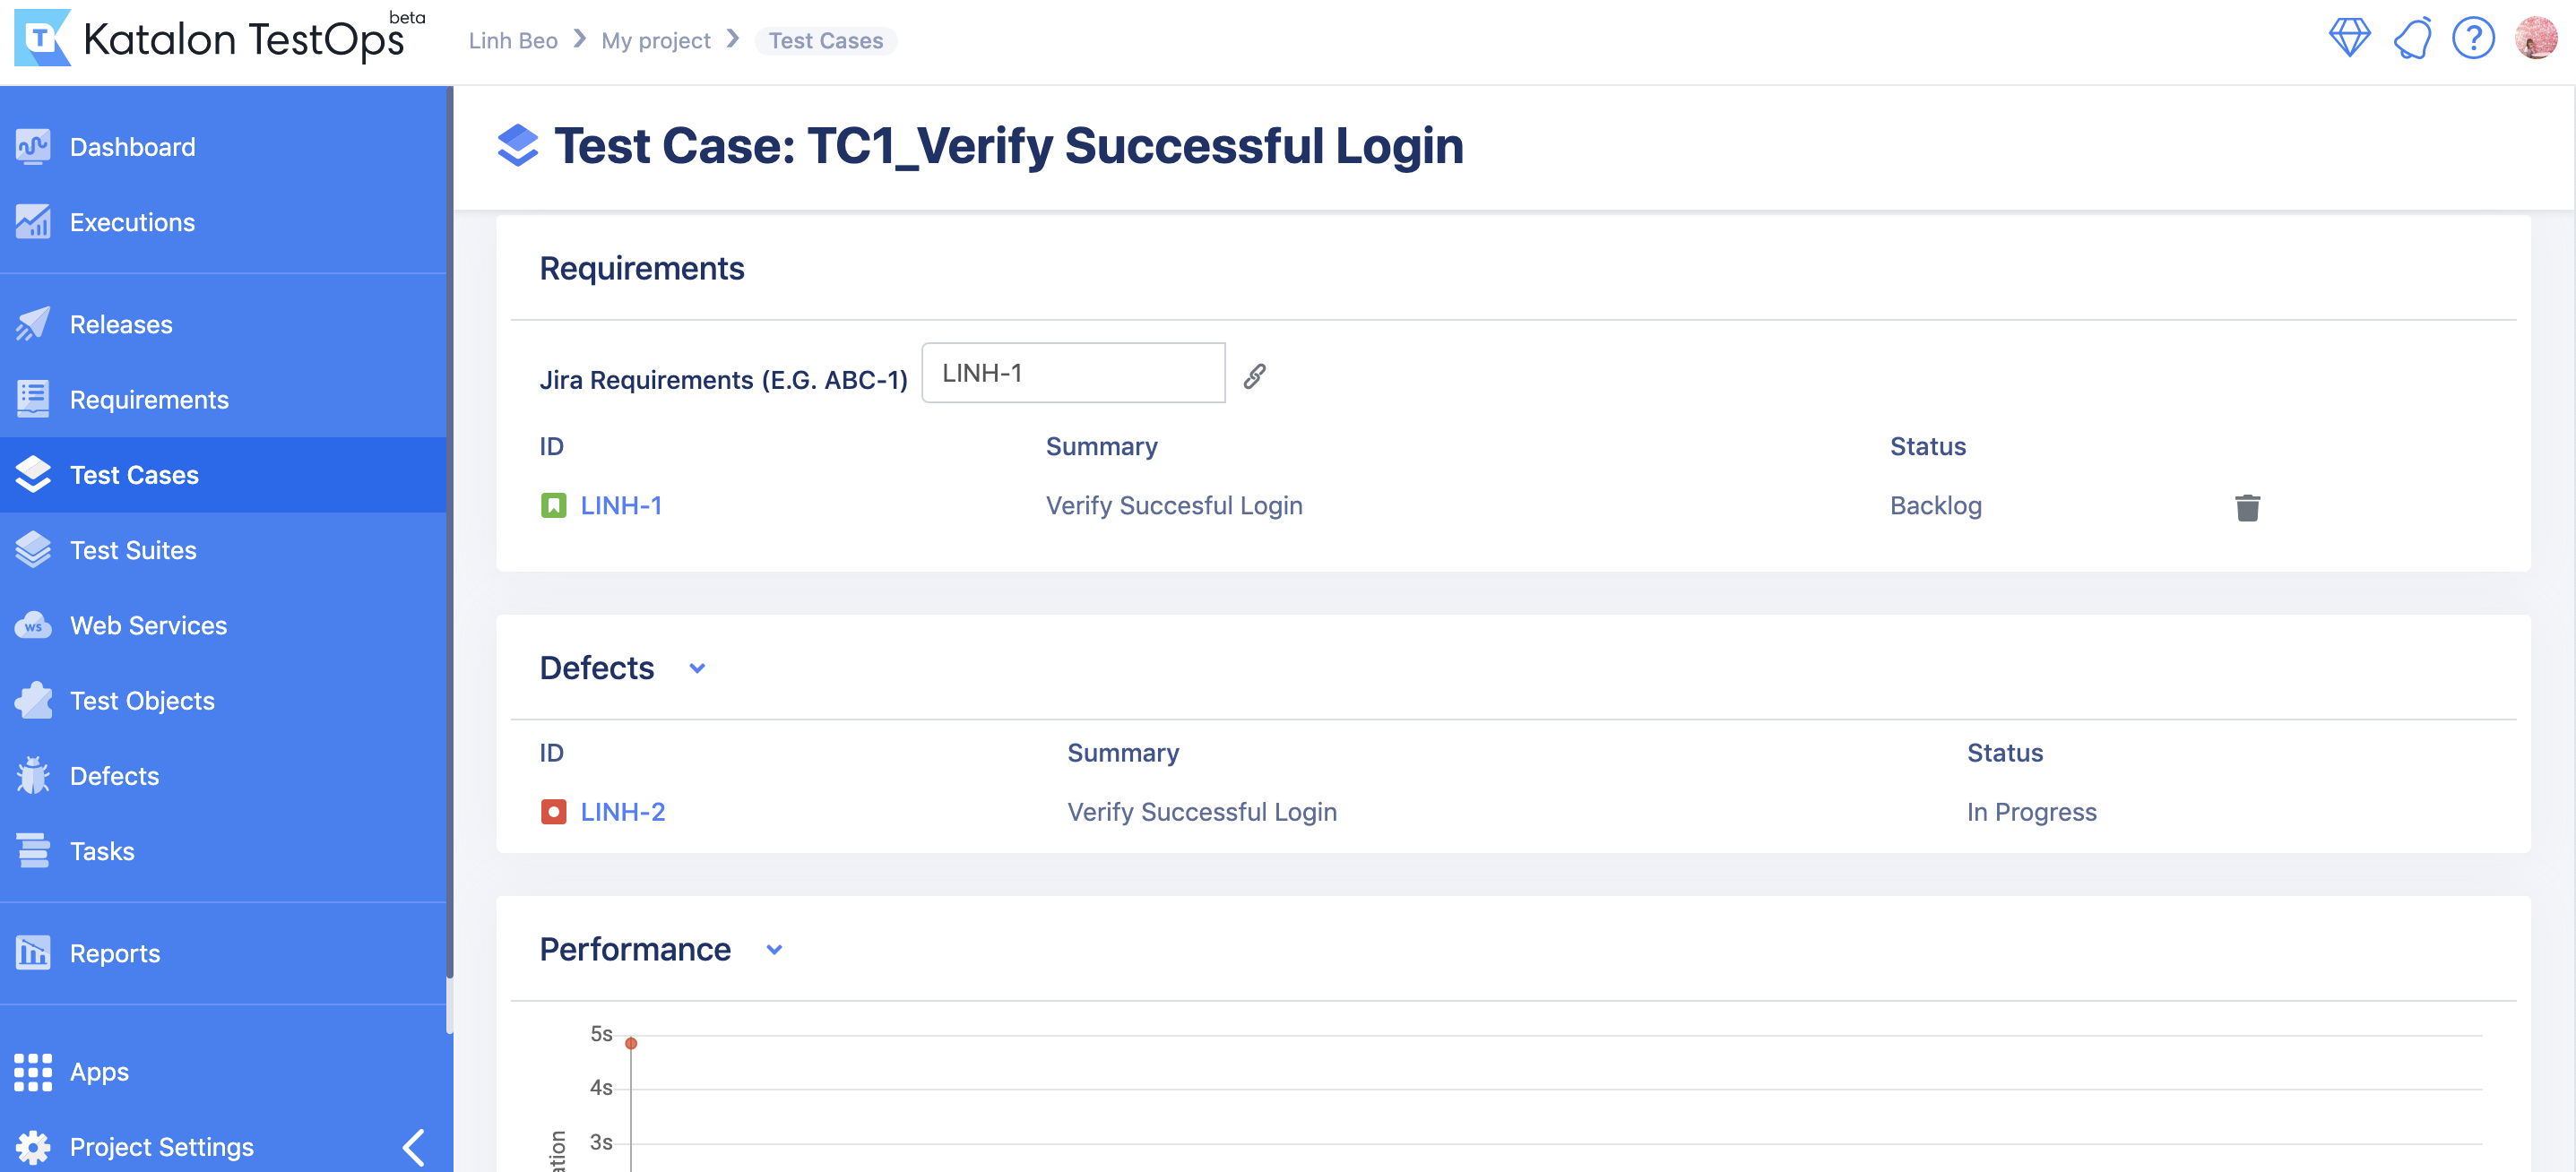 Katalon TestOps beta
Linh Beo My project Test Cases
Dashboard
Executions
Releases
Requirements
Test Cases
Test Suites
WS Web Services
Test Objects
Defects
Tasks
Reports
Apps
Project Settings
Test Case: TC1_Verify Successful Login
Requirements
Jira Requirements (E.G. ABC-1) LINH-1
ID Summary Status
LINH-1 Verify Succesful Login Backlog
Defects
ID Summary Status
LINH-2 Verify Successful Login In Progress
Performance
5s
4s
3s